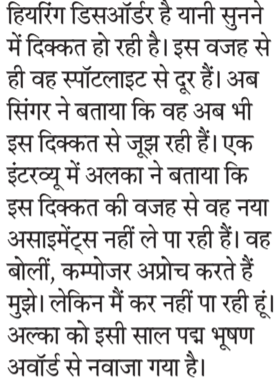 हियरिंग डिसऑर्डर है यानी सुनने
में दिक्कत हो रही है। इस वजह से
ही वह स्पॉटलाइट से दूर हैं। अब
सिंगर ने बताया कि वह अब भी
इस दिक्कत से जूझ रही हैं। एक
इंटरव्यू में अलका ने बताया कि
इस दिक्कत की वजह से वह नया
असाइमेंट्स नहीं ले पा रही हैं। वह
बोलीं, कम्पोजर अप्रोच करते हैं
मुझे। लेकिन मैं कर नहीं पा रही हूं।
अल्का को इसी साल पद्म भूषण
अवॉर्ड से नवाजा गया है।